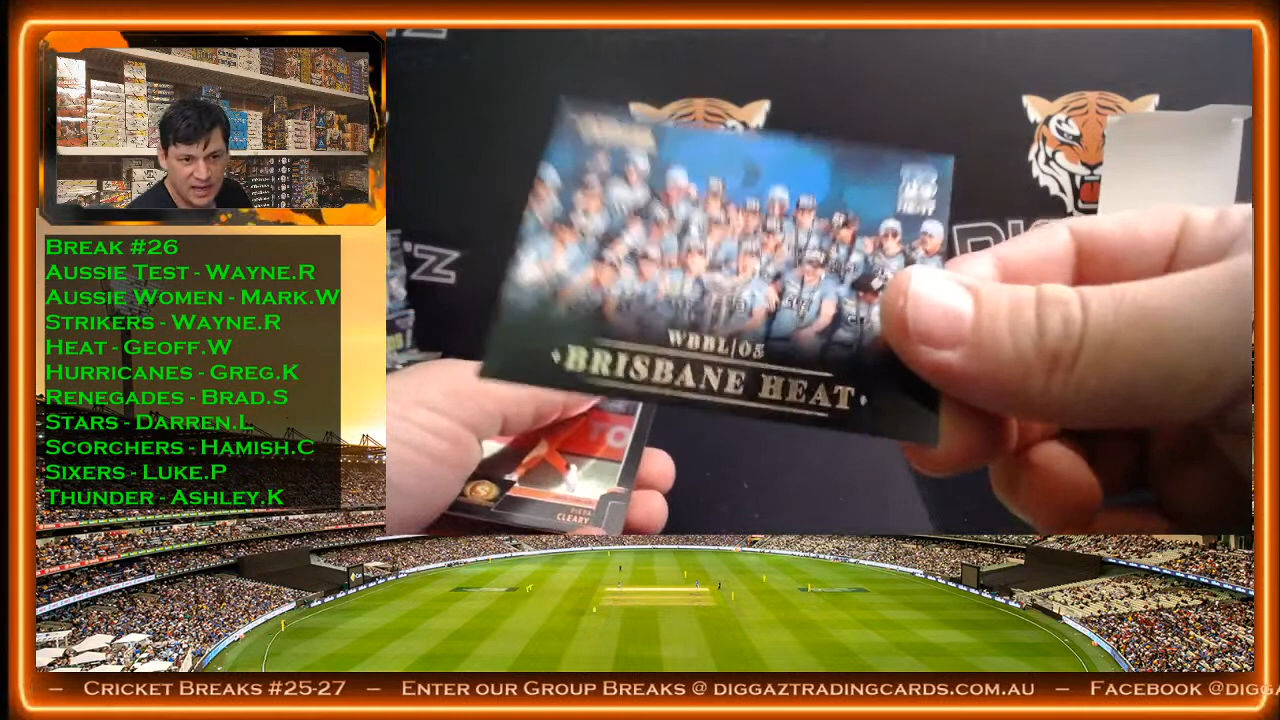 BREAK #26
AUSSIE TEST - WAYNE.R
AUSSIE WOMEN - MARK.W
STRIKERS - WAYNE.R
HEAT - GEOFF.W
HURRICANES - GREG.K
RENEGADES - BRAD.S
STARS - DARREN.L
SCORCHERS - HAMISH.C
SIXERS - LUKE.P
THUNDER - ASHLEY.K
'Z
WBBL|05
BRISBANE HEAT
TO
PIEPA
CLEARY
— CRICKET BREAKS #25-27 — ENTER OUR GROUP BREAKS @ DIGGAZTRADINGCARDS.COM.AU — FACEBOOK @DIGGA